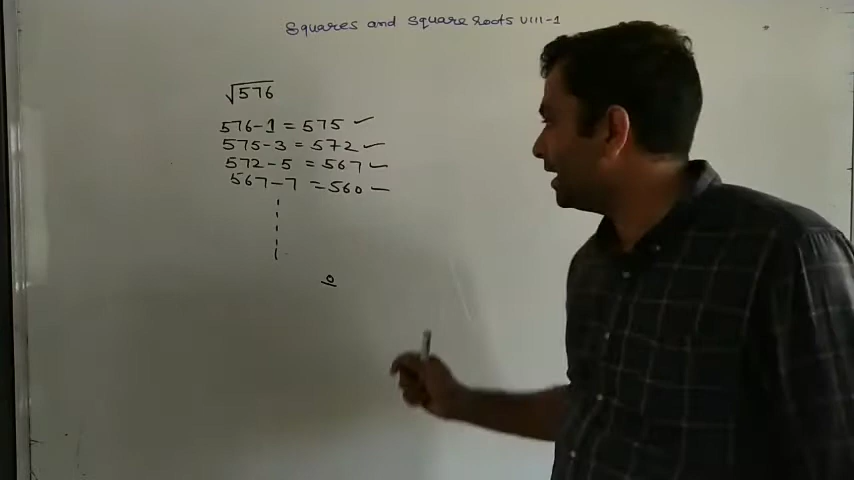 Squares and Square Roots VIII-1
√576
576-1 = 575 ✓
575-3 = 572 ✓
572-5 = 567 ✓
567-7 = 560 ✓
0